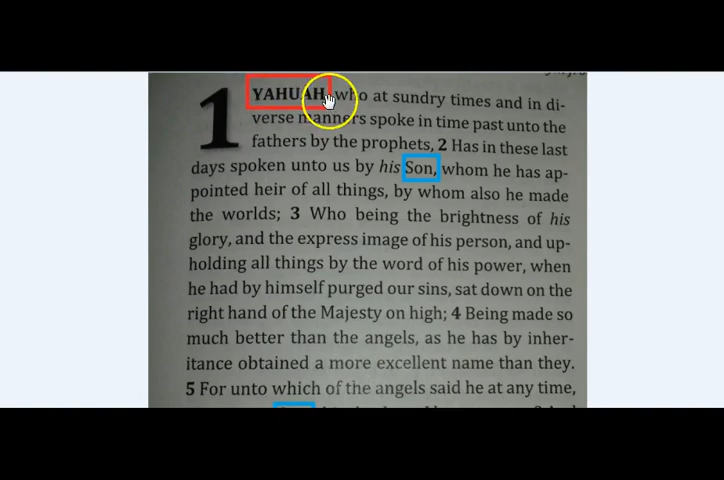 1 YAHUAH, who at sundry times and in di-
verse manners spoke in time past unto the
fathers by the prophets, 2 Has in these last
days spoken unto us by his Son, whom he has ap-
pointed heir of all things, by whom also he made
the worlds; 3 Who being the brightness of his
glory, and the express image of his person, and up-
holding all things by the word of his power, when
he had by himself purged our sins, sat down on the
right hand of the Majesty on high; 4 Being made so
much better than the angels, as he has by inher-
itance obtained a more excellent name than they.
5 For unto which of the angels said he at any time,